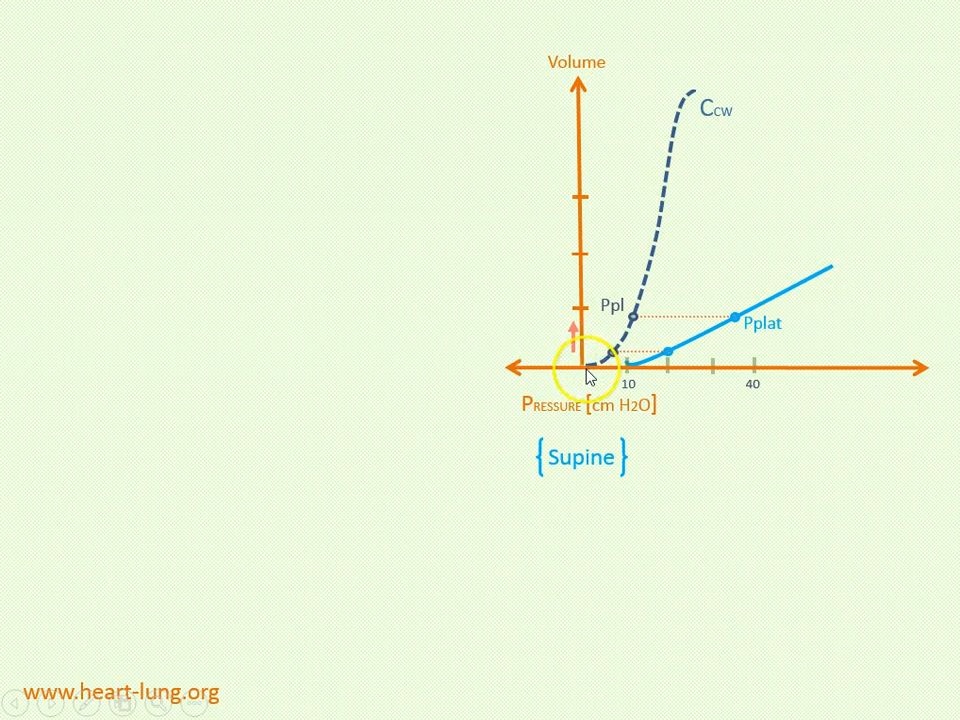 Volume
Ccw
Ppl
Pplat
10
40
Pressure [cm H2O]
{Supine}
www.heart-lung.org